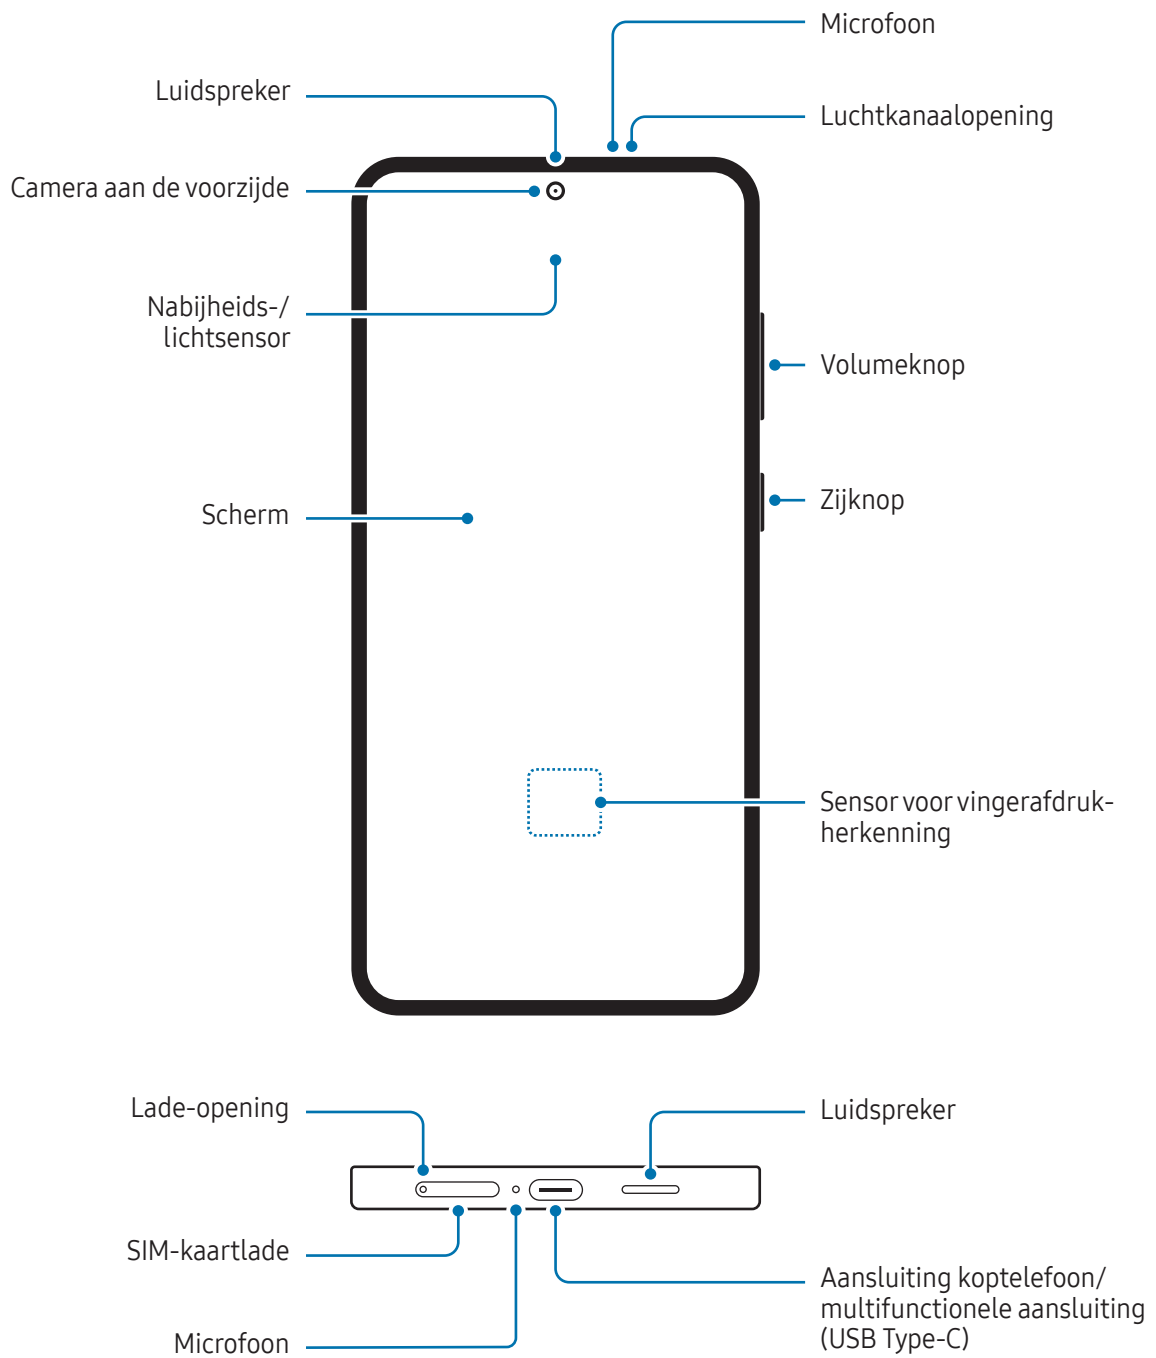 Microfoon
Luidspreker
Luchtkanaalopening
Camera aan de voorzijde
Nabijheids-/
lichtsensor
Volumeknop
Scherm
Zijknop
Sensor voor vingerafdruk-
herkenning
Lade-opening
Luidspreker
SIM-kaartlade
Aansluiting koptelefoon/
multifunctionele aansluiting
(USB Type-C)
Microfoon